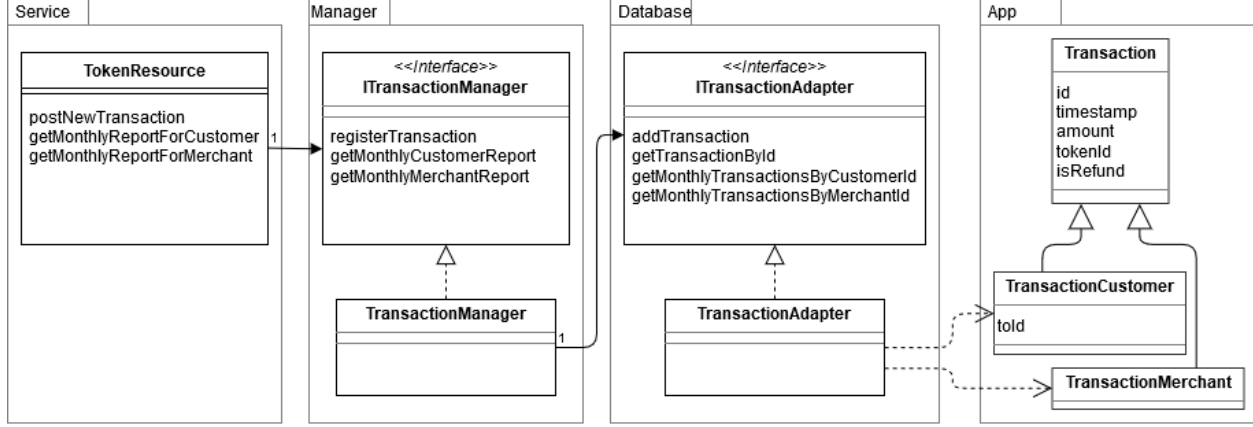 Service
TokenResource
postNewTransaction
getMonthlyReportForCustomer
getMonthlyReportForMerchant
1
Manager
<<Interface>>
ITransactionManager
registerTransaction
getMonthlyCustomerReport
getMonthlyMerchantReport
TransactionManager
1
Database
<<Interface>>
ITransactionAdapter
addTransaction
getTransactionById
getMonthlyTransactionsByCustomerId
getMonthlyTransactionsByMerchantId
TransactionAdapter
App
Transaction
id
timestamp
amount
tokenId
isRefund
TransactionCustomer
toId
TransactionMerchant